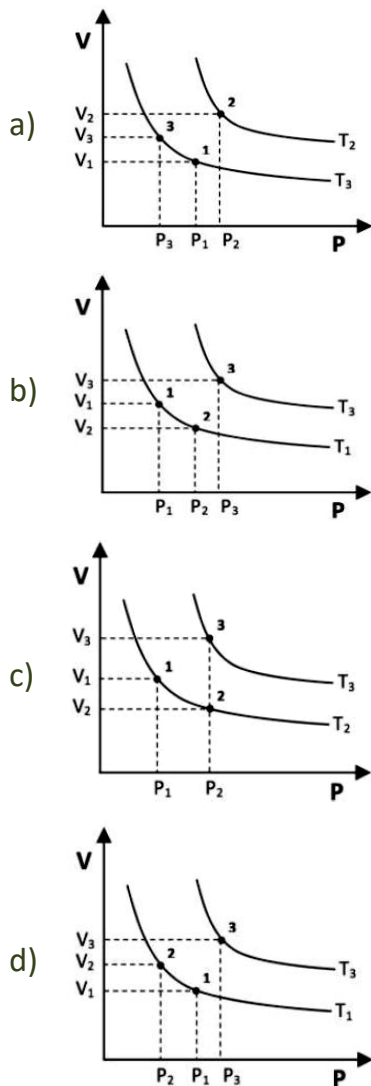 a)
V
V₂
V₃
V₁
2
3
1
T₂
T₃
P₃ P₁ P₂
P
b)
V
V₃
V₁
V₂
3
1
2
T₃
T₁
P₁ P₂ P₃
P
c)
V
V₃
V₁
V₂
3
1
2
T₃
T₂
P₁ P₂
P
d)
V
V₃
V₂
V₁
3
2
1
T₃
T₁
P₂ P₁ P₃
P